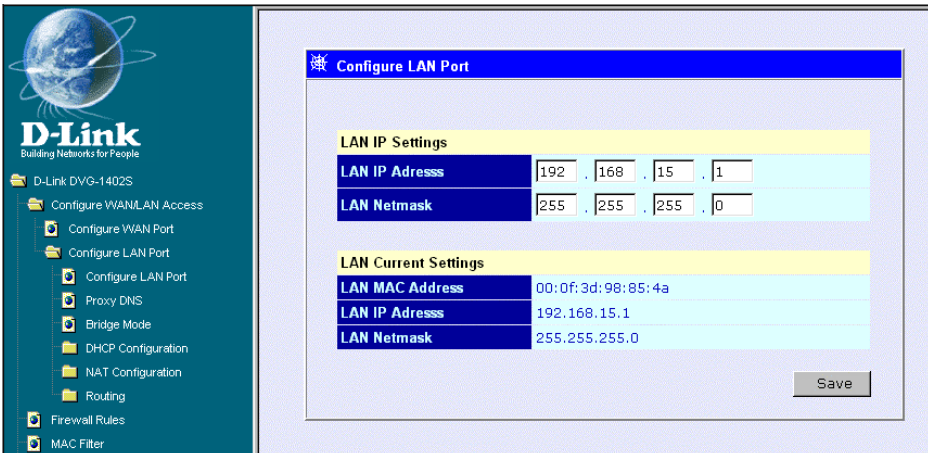 D-Link
Building Networks for People
D-Link DVG-1402S
Configure WAN/LAN Access
Configure WAN Port
Configure LAN Port
Configure LAN Port
Proxy DNS
Bridge Mode
DHCP Configuration
NAT Configuration
Routing
Firewall Rules
MAC Filter
Configure LAN Port
LAN IP Settings
LAN IP Adresss 192 . 168 . 15 . 1
LAN Netmask 255 . 255 . 255 . 0
LAN Current Settings
LAN MAC Address 00:0f:3d:98:85:4a
LAN IP Adresss 192.168.15.1
LAN Netmask 255.255.255.0
Save